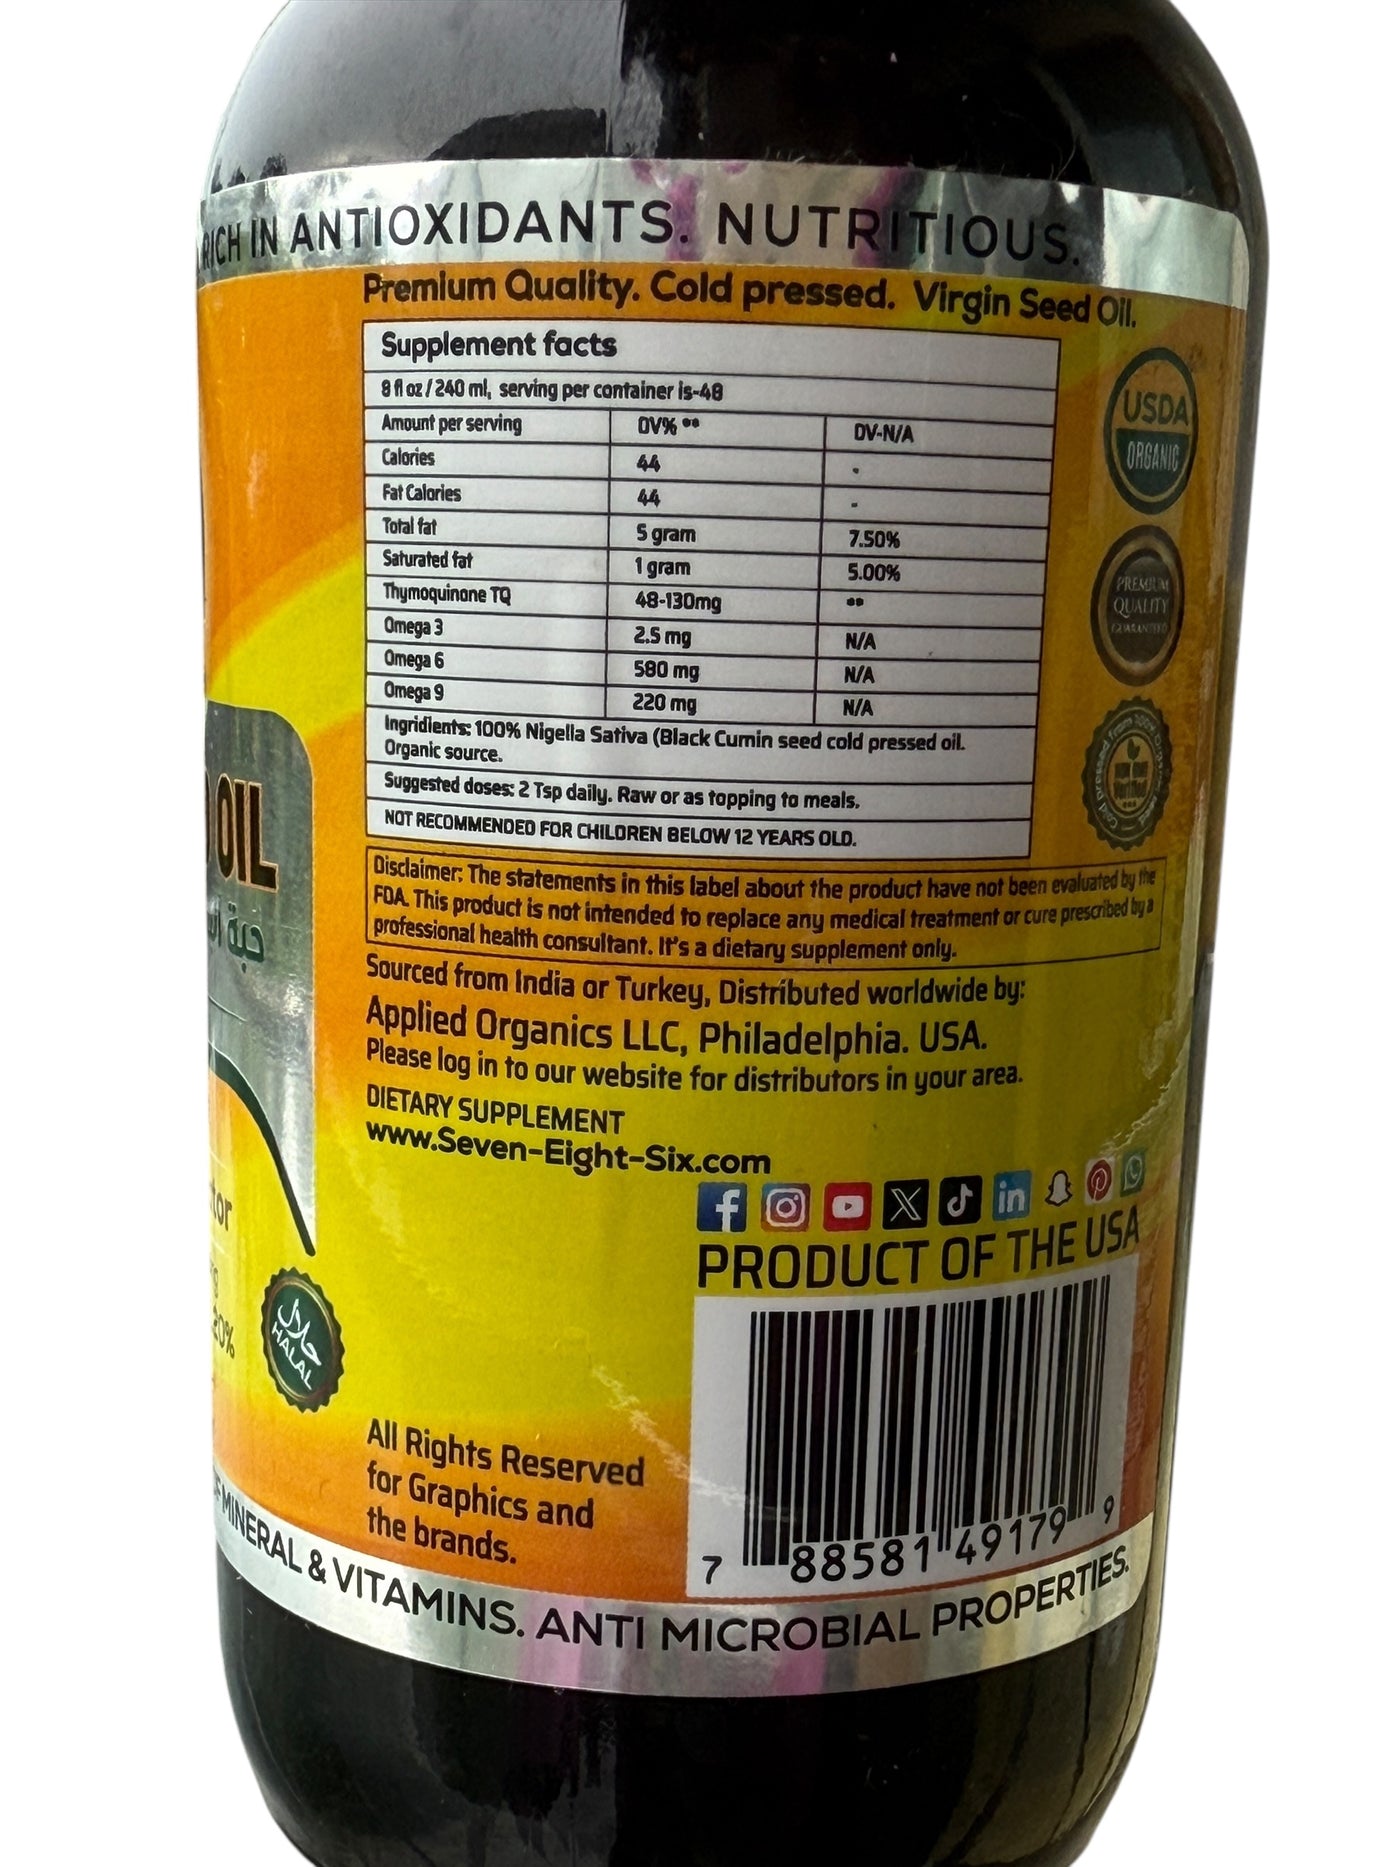 RICH IN ANTIOXIDANTS. NUTRITIOUS.
Premium Quality. Cold pressed. Virgin Seed Oil.
Supplement facts
8 fl oz / 240 ml, serving per container is-48
Amount per serving DV% ** DV-N/A
Calories 44 -
Fat Calories 44 -
Total fat 5 gram 7.50%
Saturated fat 1 gram 5.00%
Thymoquinone TQ 48-130mg **
Omega 3 2.5 mg N/A
Omega 6 580 mg N/A
Omega 9 220 mg N/A
Ingridients: 100% Nigella Sativa (Black Cumin seed cold pressed oil.
Organic source.
Suggested doses: 2 Tsp daily. Raw or as topping to meals.
NOT RECOMMENDED FOR CHILDREN BELOW 12 YEARS OLD.
Disclaimer: The statements in this label about the product have not been evaluated by the
FDA. This product is not intended to replace any medical treatment or cure prescribed by a
professional health consultant. It's a dietary supplement only.
Sourced from India or Turkey, Distributed worldwide by:
Applied Organics LLC, Philadelphia. USA.
Please log in to our website for distributors in your area.
DIETARY SUPPLEMENT
www.Seven-Eight-Six.com
PRODUCT OF THE USA
7 88581 49179 9
All Rights Reserved
for Graphics and
the brands.
MINERAL & VITAMINS. ANTI MICROBIAL PROPERTIES.
USDA
ORGANIC
PREMIUM
QUALITY
GUARANTEED
OIL
حبة
20%
حلال
HALAL